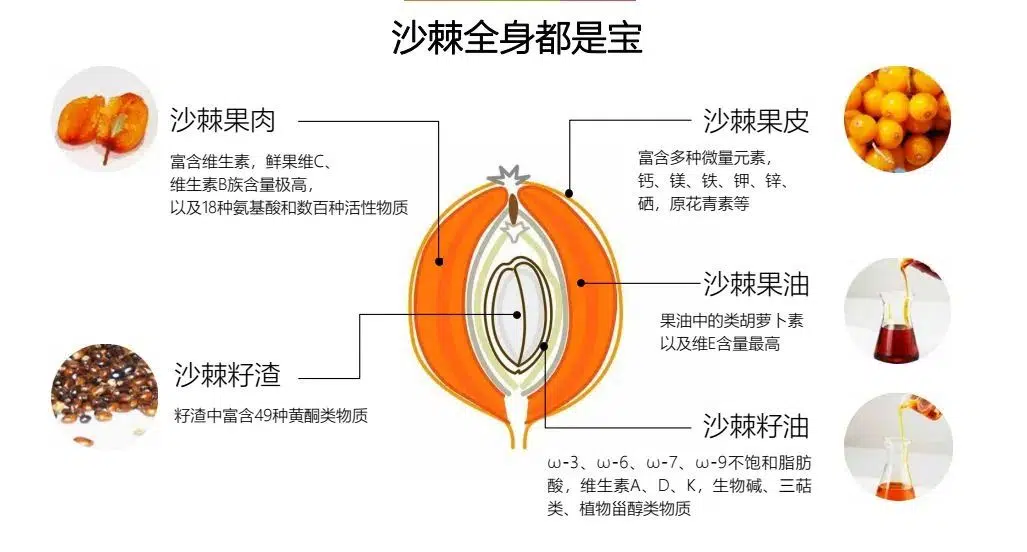 沙棘全身都是宝
沙棘果肉
富含维生素，鲜果维C、
维生素B族含量极高，
以及18种氨基酸和数百种活性物质
沙棘籽渣
籽渣中富含49种黄酮类物质
沙棘果皮
富含多种微量元素，
钙、镁、铁、钾、锌、
硒，原花青素等
沙棘果油
果油中的类胡萝卜素
以及维E含量最高
沙棘籽油
ω-3、ω-6、ω-7、ω-9不饱和脂肪
酸，维生素A、D、K，生物碱、三萜
类、植物甾醇类物质